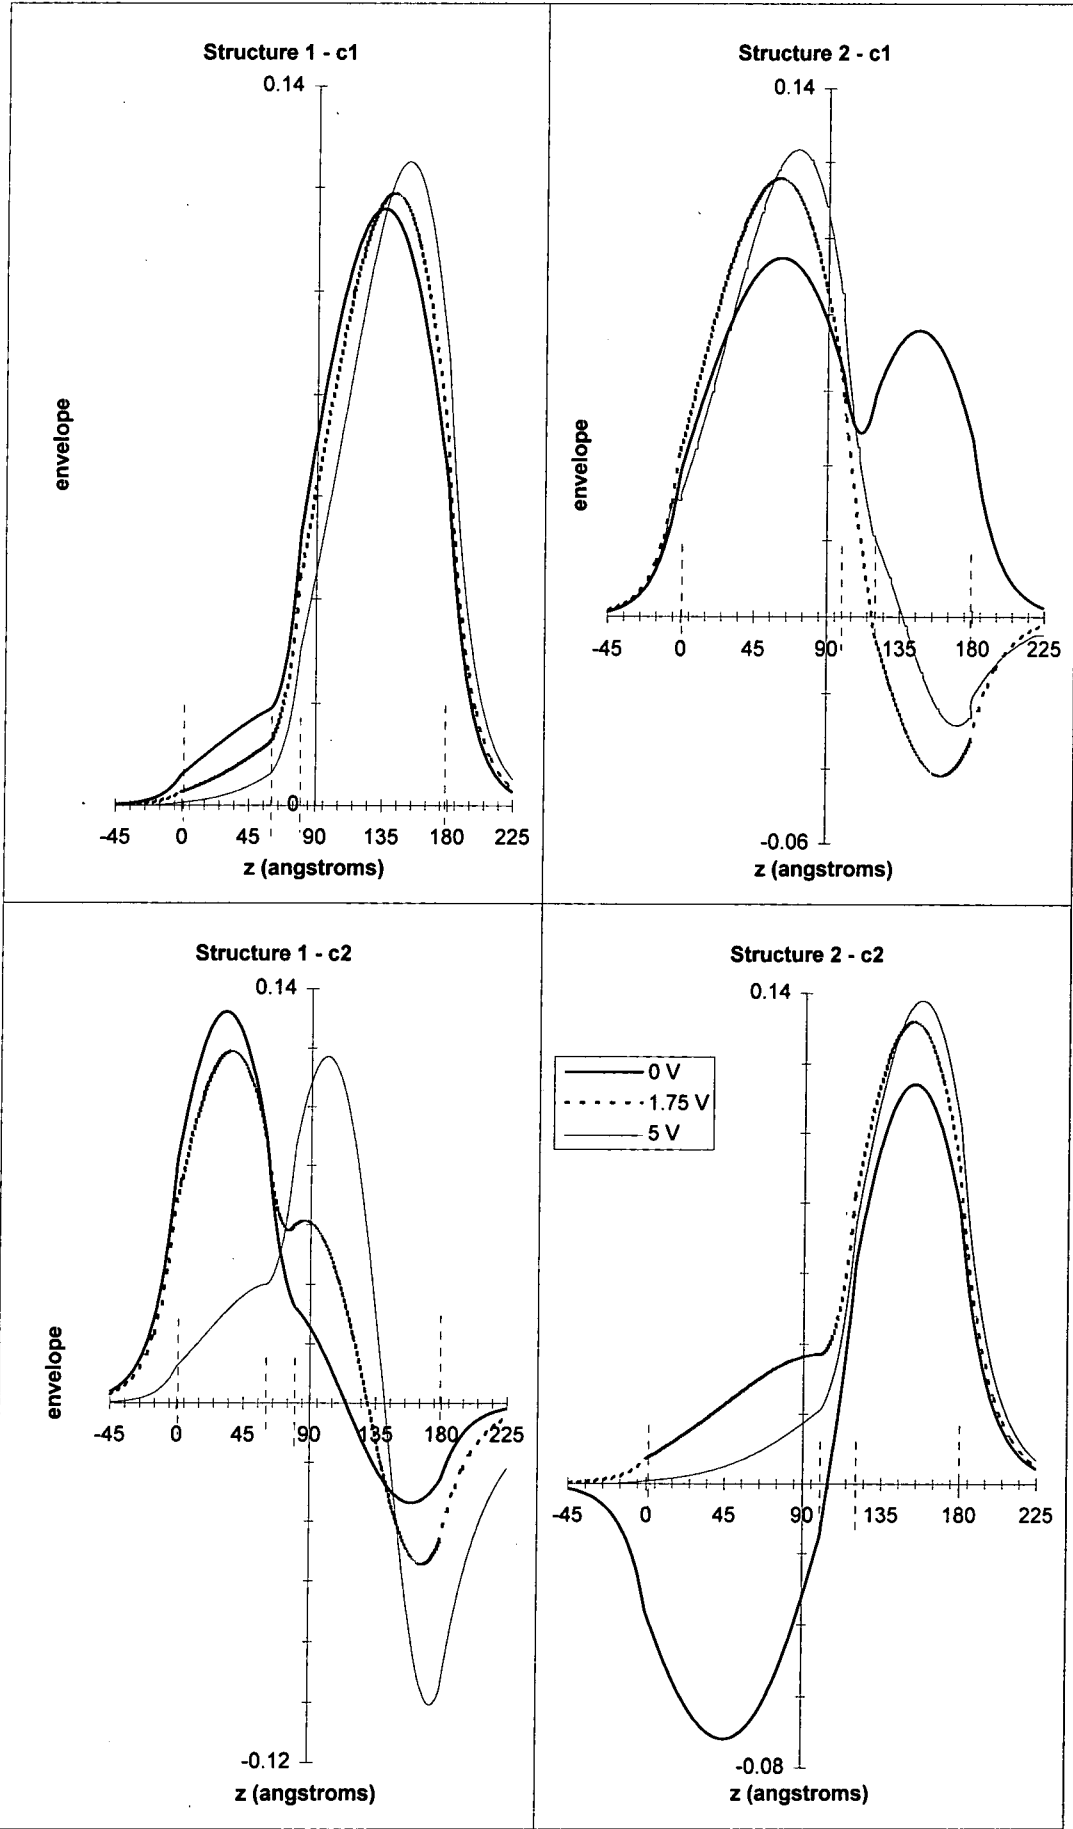 Structure 1 - c1
0.14
envelope
0
-45 0 45 90 135 180 225
z (angstroms)
Structure 2 - c1
0.14
envelope
-45 0 45 90 135 180 225
-0.06
z (angstroms)
Structure 1 - c2
0.14
envelope
-45 0 45 90 135 180 225
-0.12
z (angstroms)
Structure 2 - c2
0.14
0 V
1.75 V
5 V
-45 0 45 90 135 180 225
-0.08
z (angstroms)